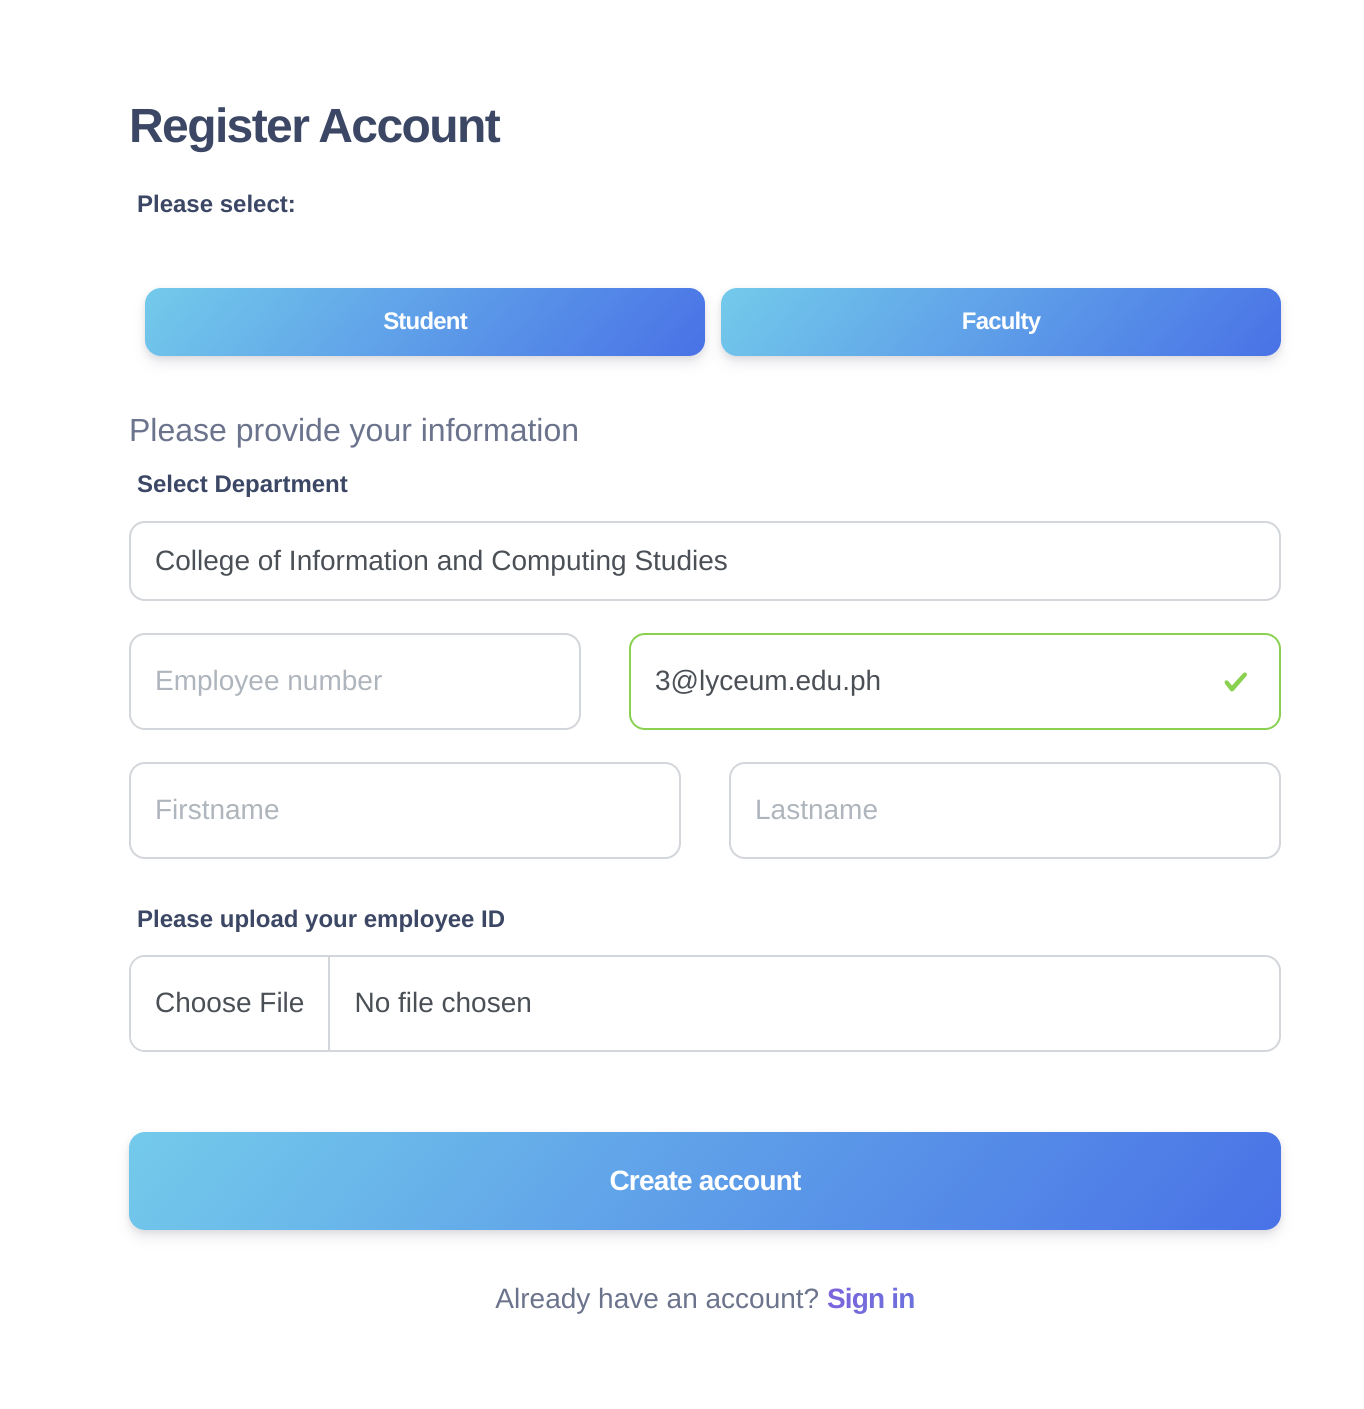 Register Account
Please select:
Student Faculty
Please provide your information
Select Department
College of Information and Computing Studies
Employee number 3@lyceum.edu.ph
Firstname Lastname
Please upload your employee ID
Choose File No file chosen
Create account
Already have an account? Sign in